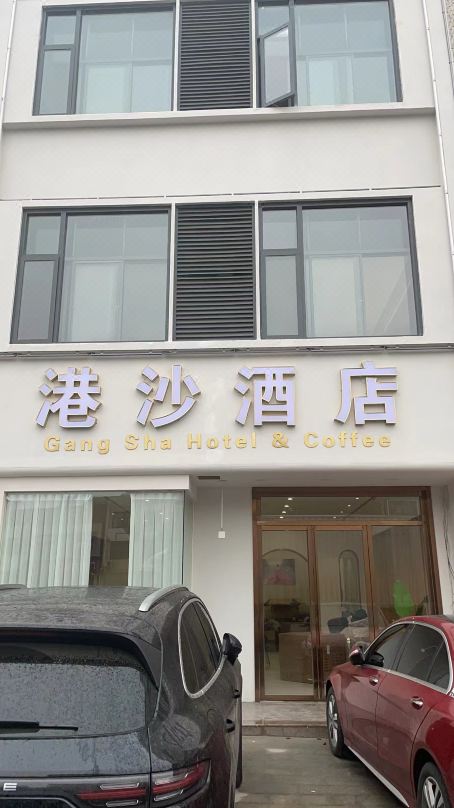 港沙酒店
Gang Sha Hotel & Coffee